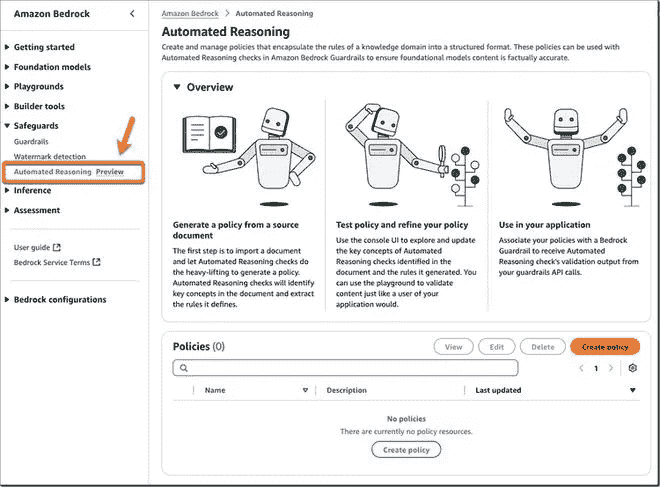 Amazon Bedrock
Getting started
Foundation models
Playgrounds
Builder tools
Safeguards
Guardrails
Watermark detection
Automated Reasoning Preview
Inference
Assessment
User guide
Bedrock Service Terms
Bedrock configurations
Amazon Bedrock > Automated Reasoning
Automated Reasoning
Create and manage policies that encapsulate the rules of a knowledge domain into a structured format. These policies can be used with
Automated Reasoning checks in Amazon Bedrock Guardrails to ensure foundational models content is factually accurate.
Overview
Generate a policy from a source
document
The first step is to import a document
and let Automated Reasoning checks do
the heavy-lifting to generate a policy.
Automated Reasoning checks will identify
key concepts in the document and extract
the rules it defines.
Test policy and refine your policy
Use the console UI to explore and update
the key concepts of Automated
Reasoning checks identified in the
document and the rules it generated. You
can use the playground to validate
content just like a user of your
application would.
Use in your application
Associate your policies with a Bedrock
Guardrail to receive Automated
Reasoning check's validation output from
your guardrails API calls.
Policies (0)
View
Edit
Delete
Create policy
1
Name
Description
Last updated
No policies
There are currently no policy resources.
Create policy